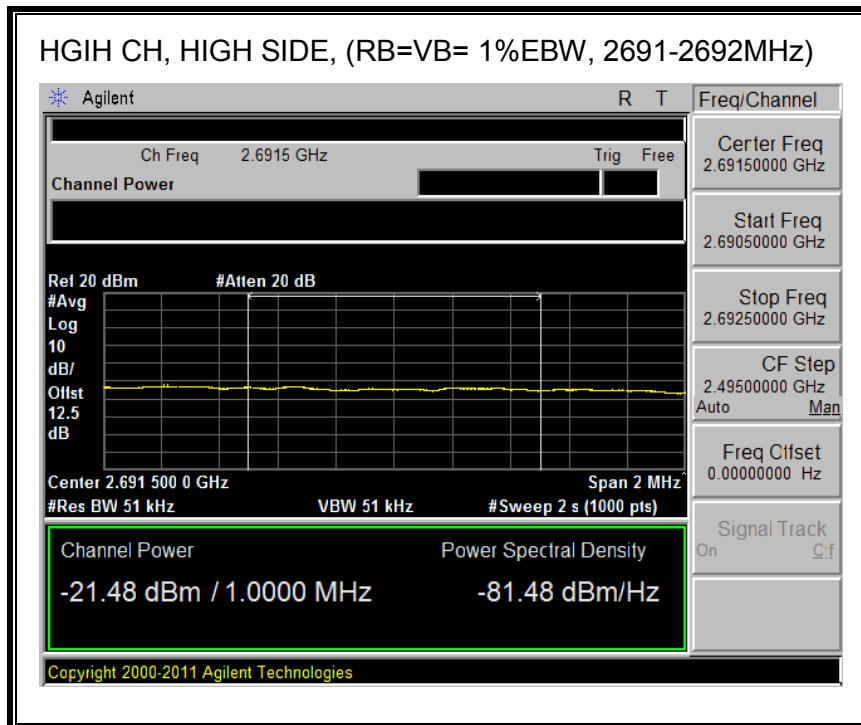 HGIH CH, HIGH SIDE, (RB=VB= 1%EBW, 2691-2692MHz)
Agilent R T
Ch Freq 2.6915 GHz Trig Free
Channel Power
Ref 20 dBm #Atten 20 dB
#Avg
Log
10
dB/
Offst
12.5
dB
Center 2.691 500 0 GHz Span 2 MHz
#Res BW 51 kHz VBW 51 kHz #Sweep 2 s (1000 pts)
Channel Power Power Spectral Density
-21.48 dBm / 1.0000 MHz -81.48 dBm/Hz
Copyright 2000-2011 Agilent Technologies
Freq/Channel
Center Freq
2.69150000 GHz
Start Freq
2.69050000 GHz
Stop Freq
2.69250000 GHz
CF Step
2.49500000 GHz
Auto Man
Freq Offset
0.00000000 Hz
Signal Track
On Off